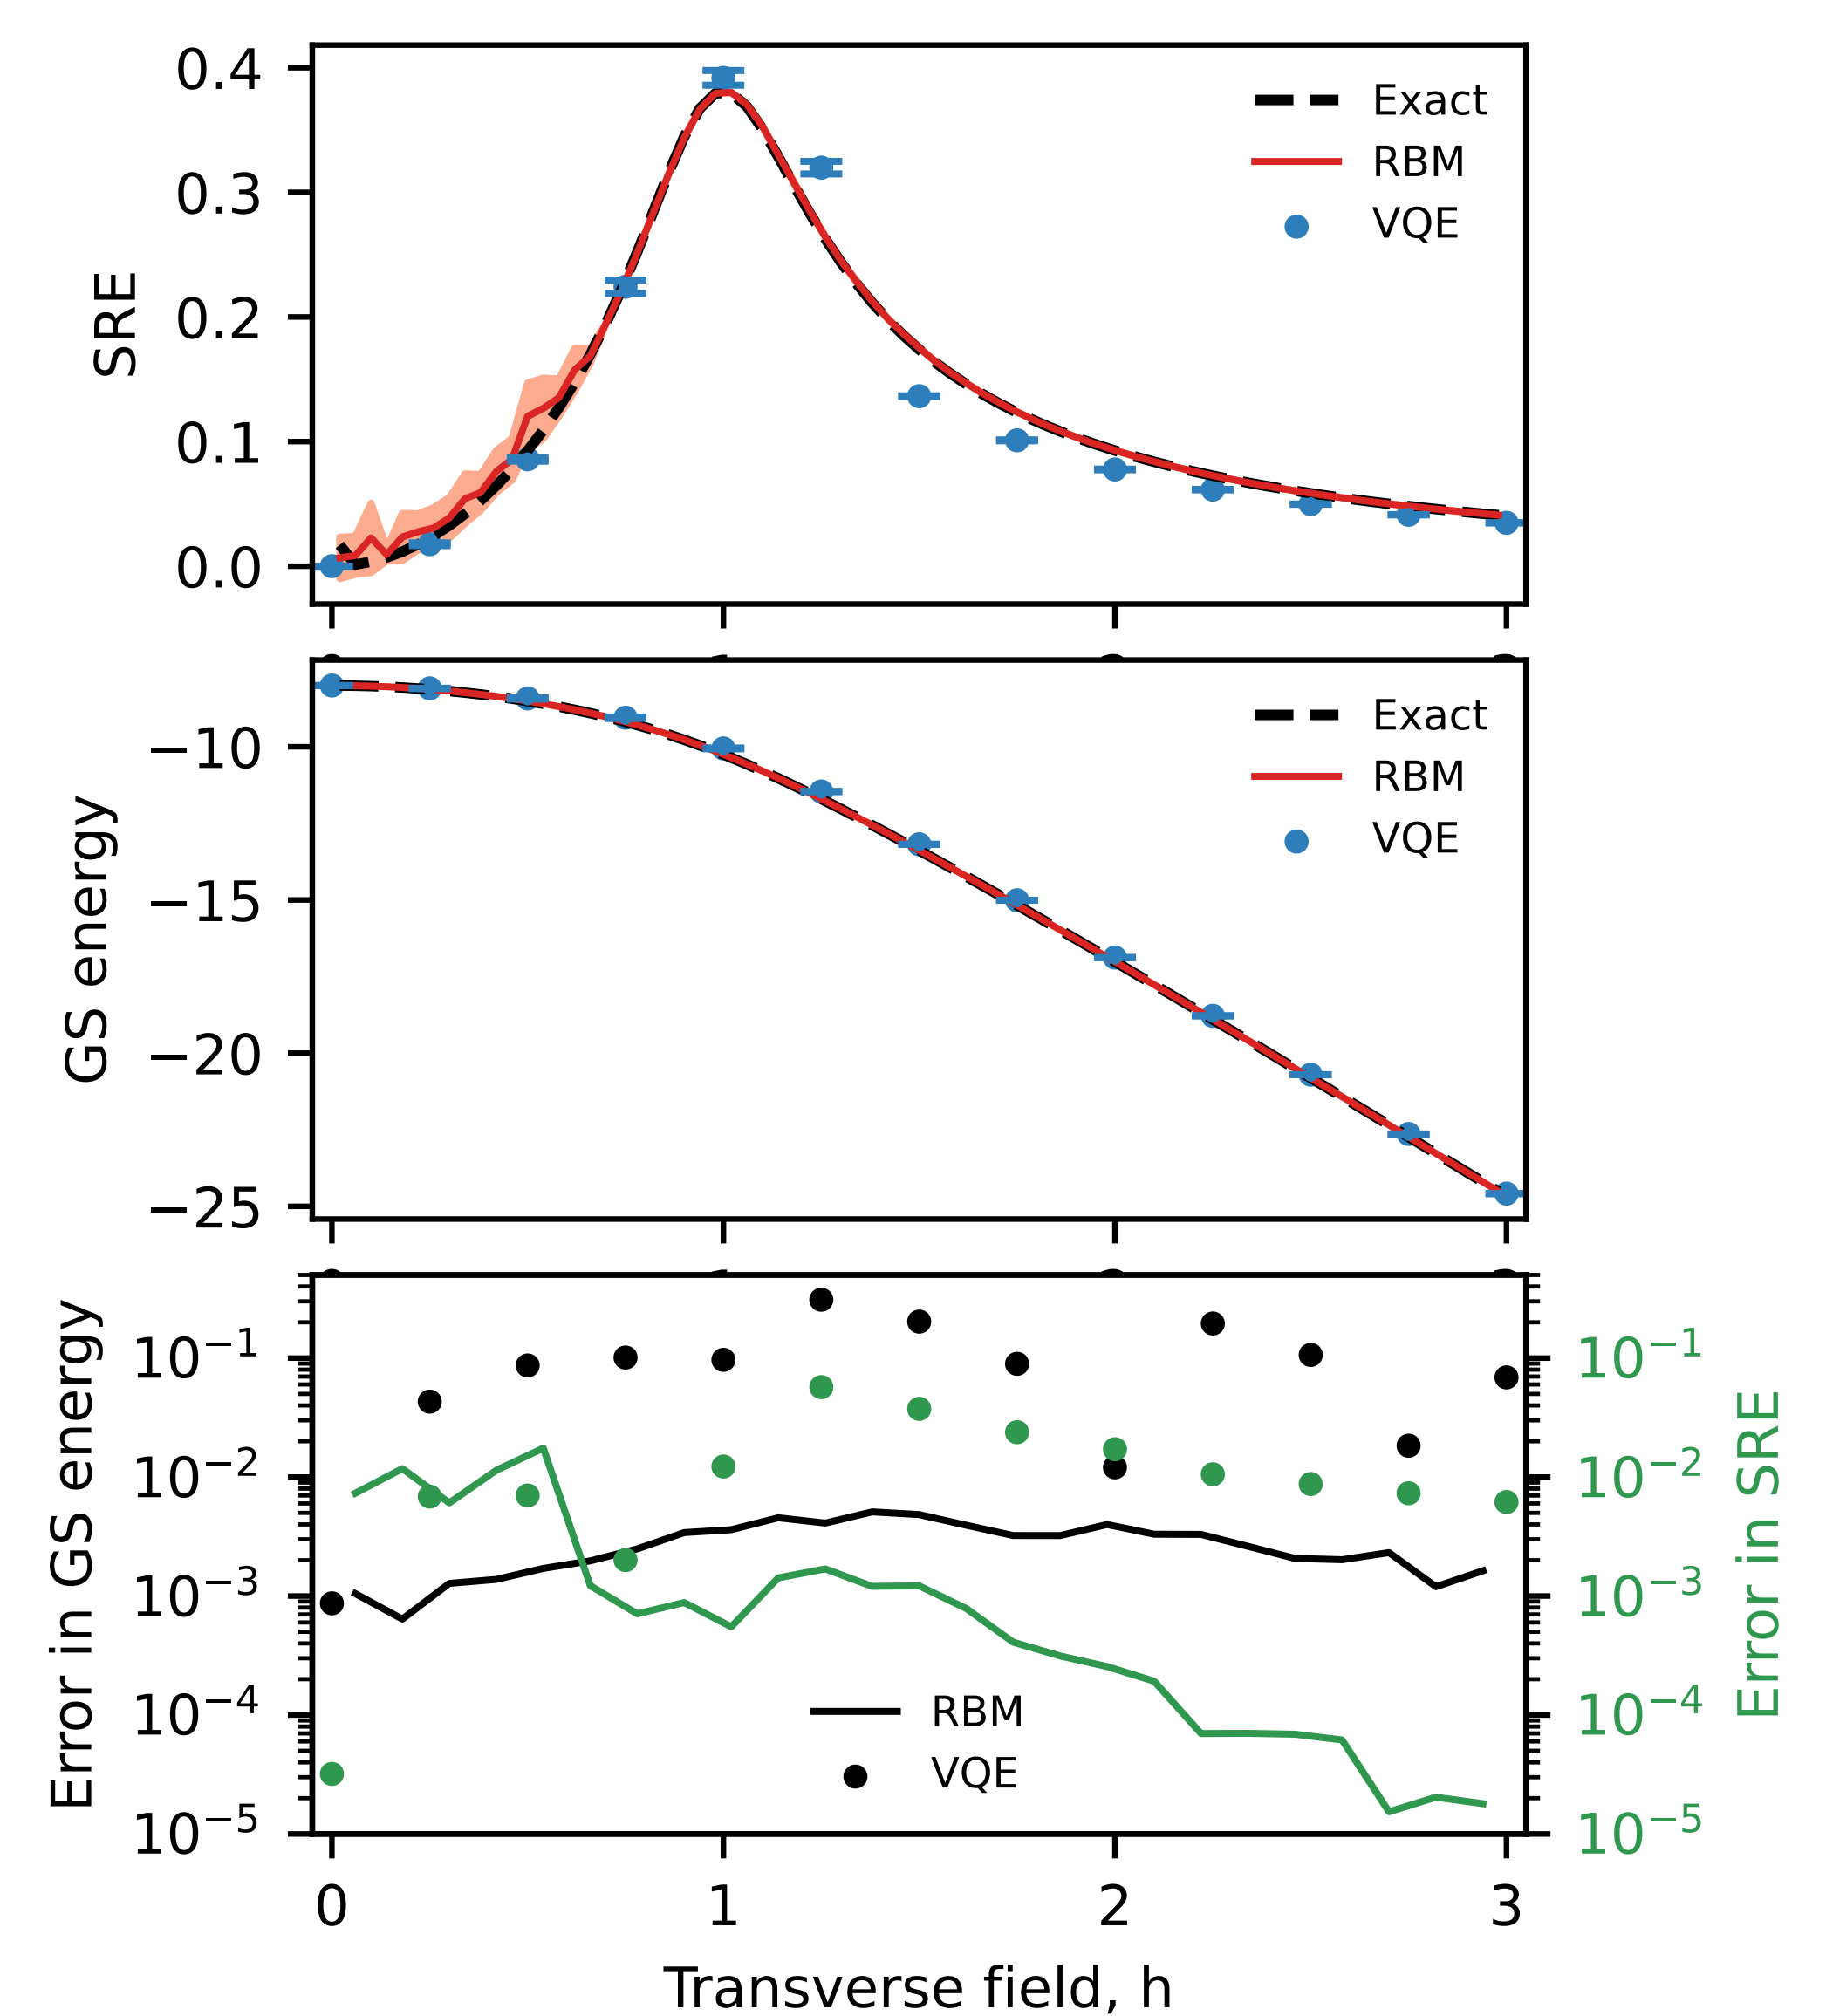 0.4
0.3
0.2
0.1
0.0
SRE
Exact
RBM
VQE
−10
−15
−20
−25
GS energy
Exact
RBM
VQE
10⁻¹
10⁻²
10⁻³
10⁻⁴
10⁻⁵
Error in GS energy
RBM
VQE
10⁻¹
10⁻²
10⁻³
10⁻⁴
10⁻⁵
Error in SRE
0 1 2 3
Transverse field, h